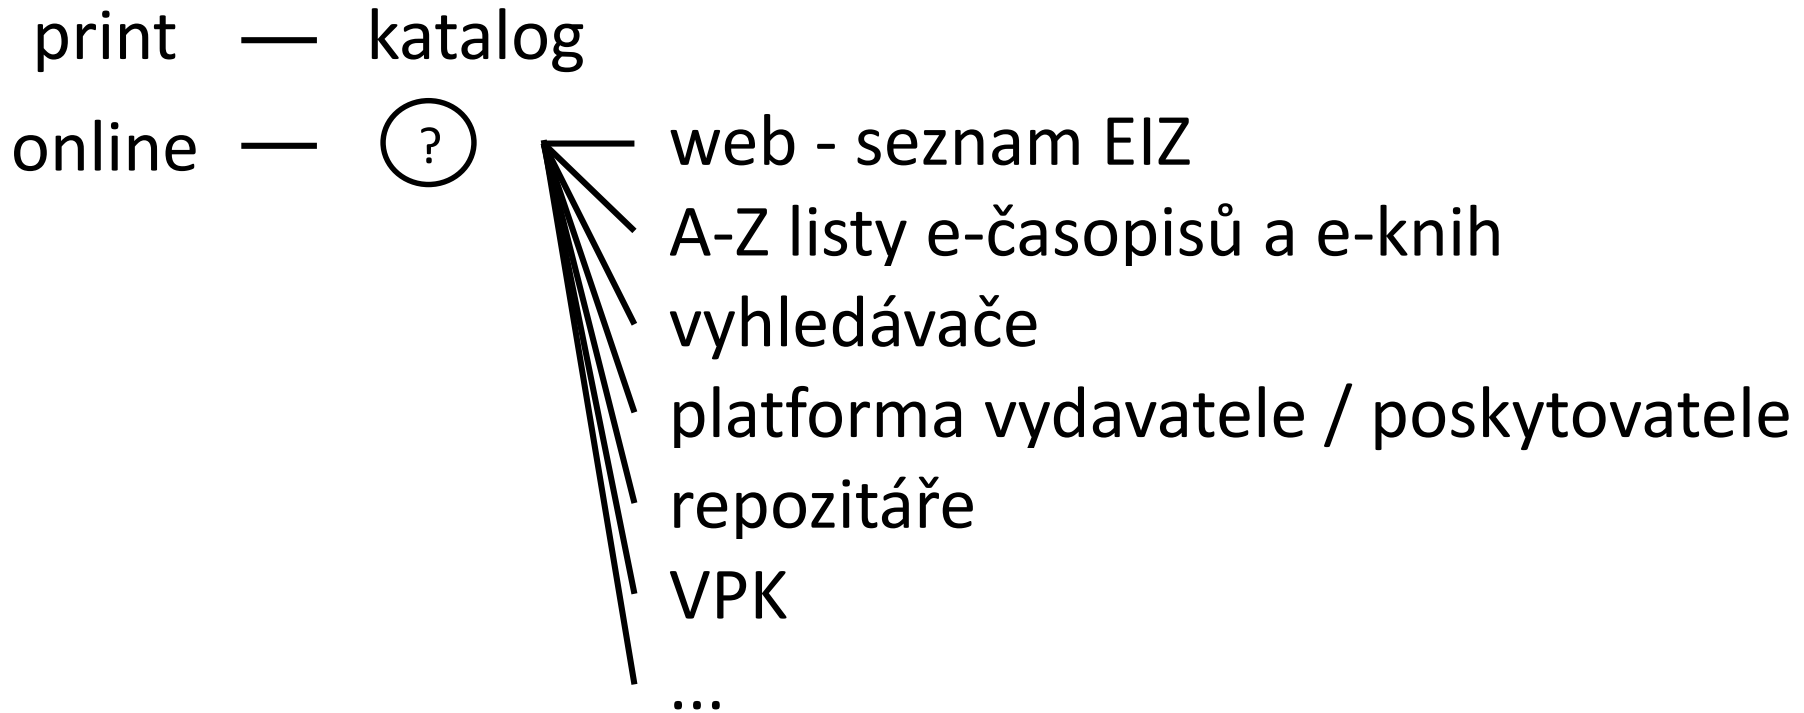 print — katalog
online — ? web - seznam EIZ
A-Z listy e-časopisů a e-knih
vyhledávače
platforma vydavatele / poskytovatele
repozitáře
VPK
...